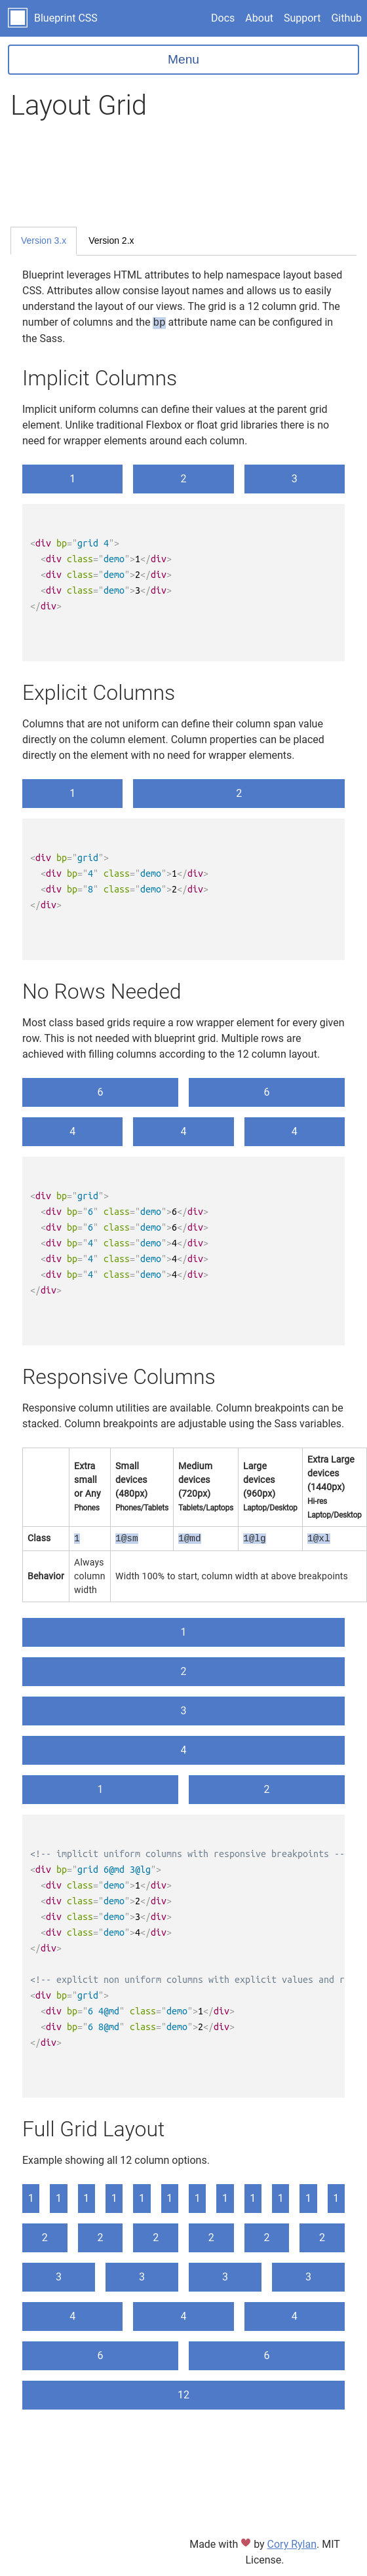 Blueprint CSS Docs About Support Github
Menu
Layout Grid
Version 3.x Version 2.x
Blueprint leverages HTML attributes to help namespace layout based
CSS. Attributes allow consise layout names and allows us to easily
understand the layout of our views. The grid is a 12 column grid. The
number of columns and the bp attribute name can be configured in
the Sass.
Implicit Columns
Implicit uniform columns can define their values at the parent grid
element. Unlike traditional Flexbox or float grid libraries there is no
need for wrapper elements around each column.
1 2 3
<div bp="grid 4">
  <div class="demo">1</div>
  <div class="demo">2</div>
  <div class="demo">3</div>
</div>
Explicit Columns
Columns that are not uniform can define their column span value
directly on the column element. Column properties can be placed
directly on the element with no need for wrapper elements.
1 2
<div bp="grid">
  <div bp="4" class="demo">1</div>
  <div bp="8" class="demo">2</div>
</div>
No Rows Needed
Most class based grids require a row wrapper element for every given
row. This is not needed with blueprint grid. Multiple rows are
achieved with filling columns according to the 12 column layout.
6 6
4 4 4
<div bp="grid">
  <div bp="6" class="demo">6</div>
  <div bp="6" class="demo">6</div>
  <div bp="4" class="demo">4</div>
  <div bp="4" class="demo">4</div>
  <div bp="4" class="demo">4</div>
</div>
Responsive Columns
Responsive column utilities are available. Column breakpoints can be
stacked. Column breakpoints are adjustable using the Sass variables.
Extra
small
or Any
Phones
Small
devices
(480px)
Phones/Tablets
Medium
devices
(720px)
Tablets/Laptops
Large
devices
(960px)
Laptop/Desktop
Extra Large
devices
(1440px)
Hi-res
Laptop/Desktop
Class 1 1@sm 1@md 1@lg 1@xl
Behavior
Always
column
width
Width 100% to start, column width at above breakpoints
1
2
3
4
1 2
<!-- implicit uniform columns with responsive breakpoints --
<div bp="grid 6@md 3@lg">
  <div class="demo">1</div>
  <div class="demo">2</div>
  <div class="demo">3</div>
  <div class="demo">4</div>
</div>
<!-- explicit non uniform columns with explicit values and r
<div bp="grid">
  <div bp="6 4@md" class="demo">1</div>
  <div bp="6 8@md" class="demo">2</div>
</div>
Full Grid Layout
Example showing all 12 column options.
1 1 1 1 1 1 1 1 1 1 1 1
2 2 2 2 2 2
3 3 3 3
4 4 4
6 6
12
Made with by Cory Rylan. MIT
License.